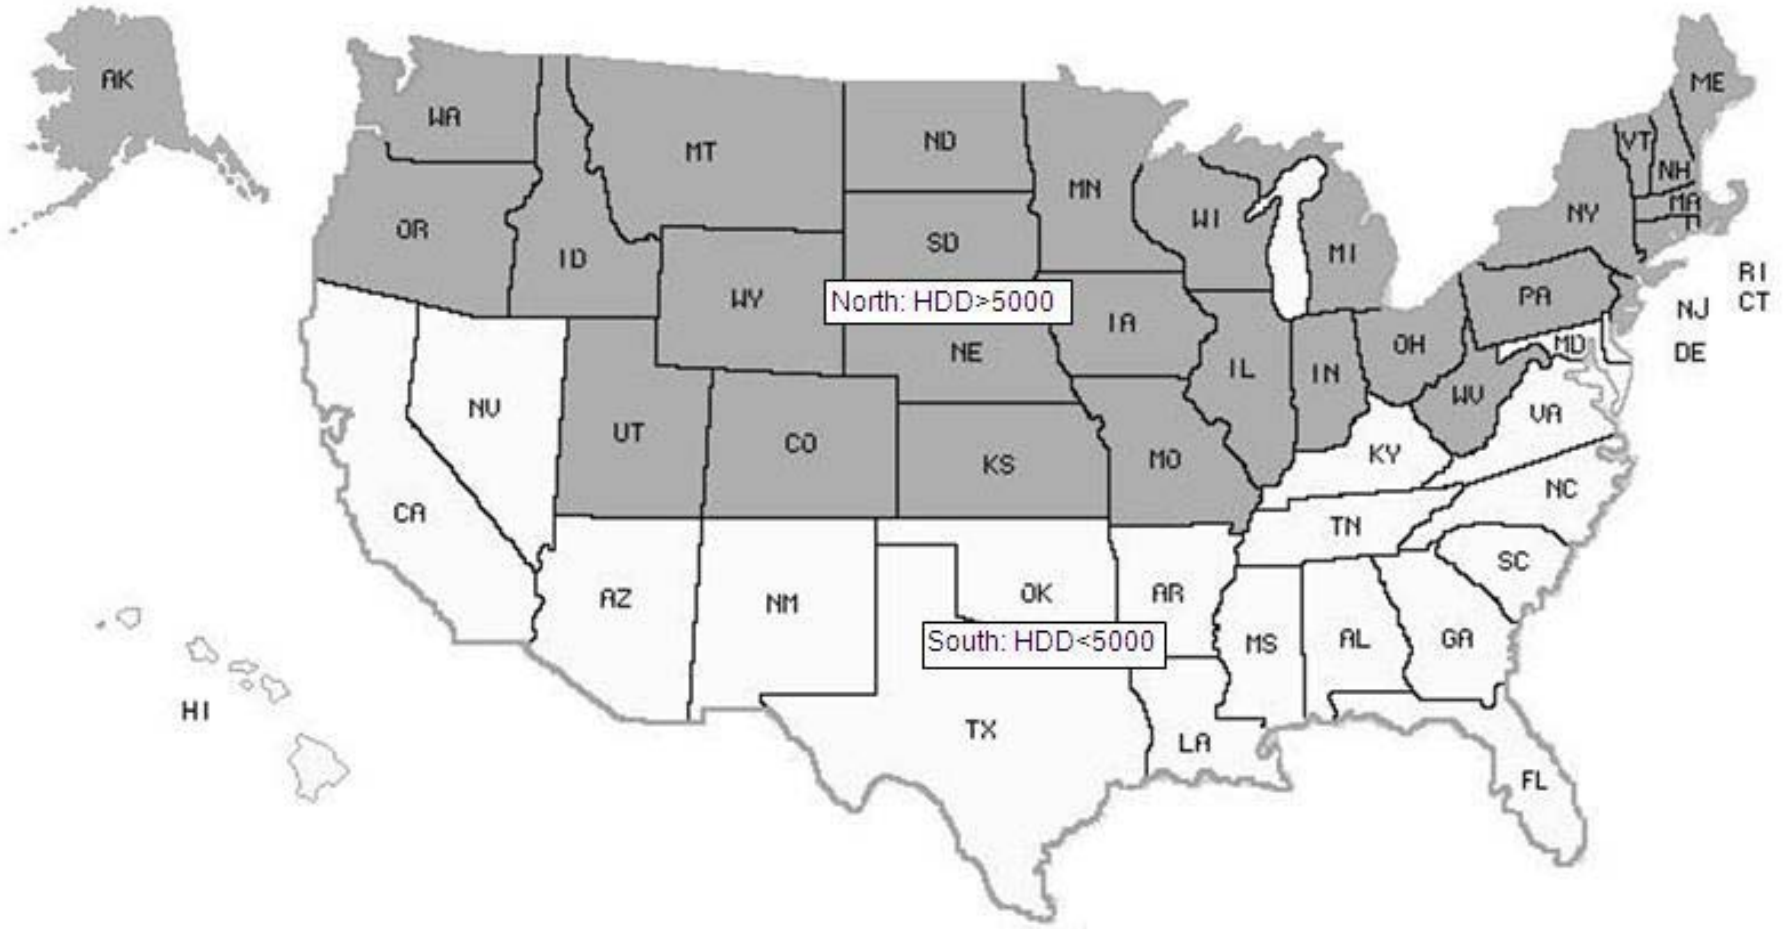 AK
ME
WA
MT
ND
MN
VT
NH
MA
OR
ID
SD
WI
MI
NY
WY
North: HDD>5000
IA
PA
RI
NJ
CT
NE
OH
MD
DE
IL
IN
WV
NV
UT
CO
KS
MO
KY
VA
CA
NC
TN
SC
AZ
NM
OK
AR
South: HDD<5000
MS
AL
GA
HI
TX
LA
FL